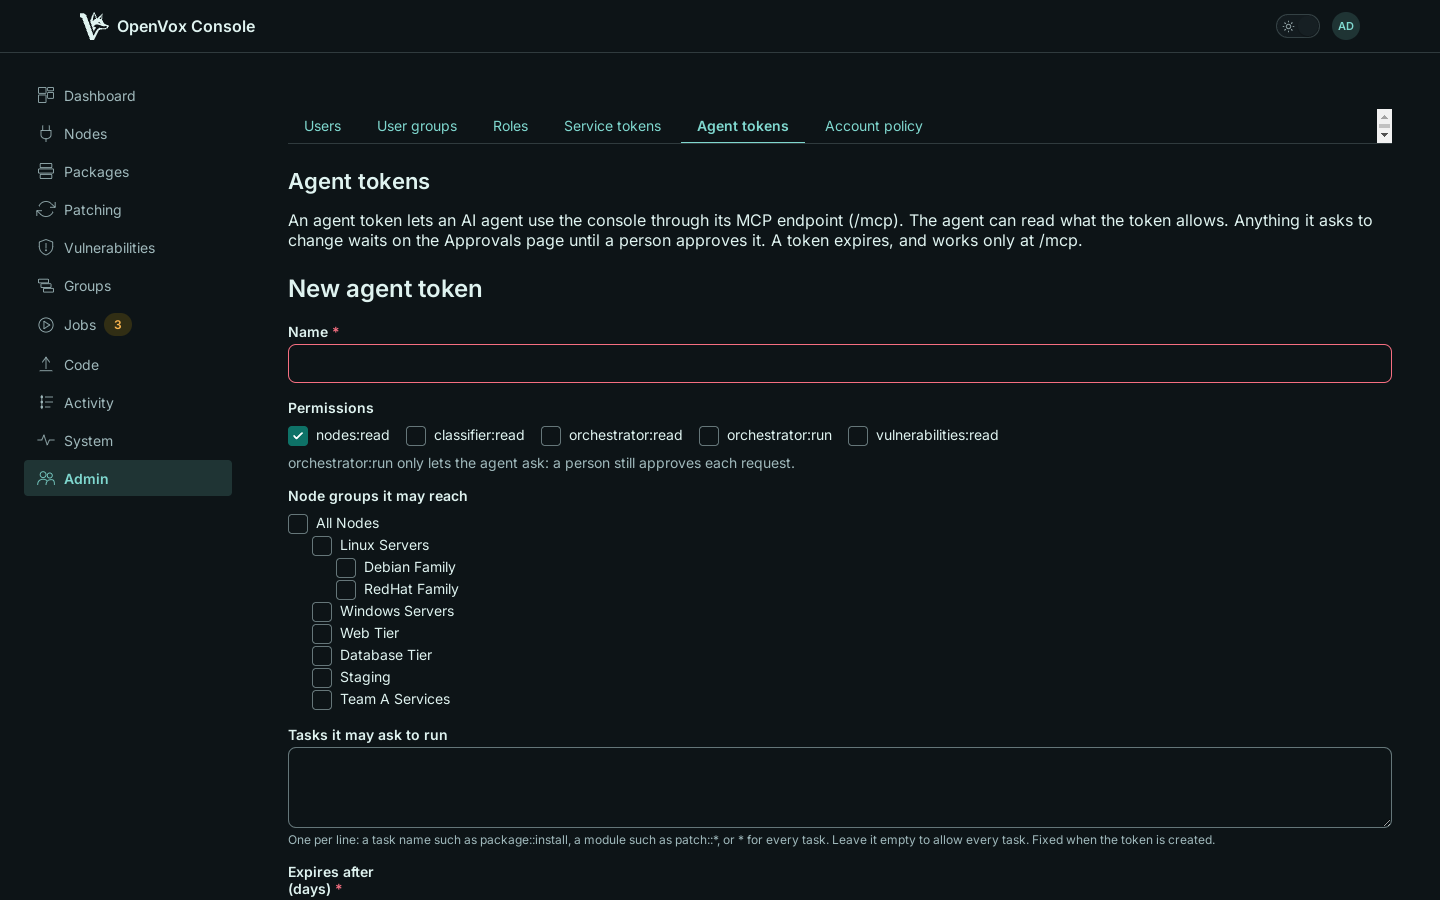 OpenVox Console
AD
Dashboard
Nodes
Packages
Patching
Vulnerabilities
Groups
Jobs 3
Code
Activity
System
Admin
Users User groups Roles Service tokens Agent tokens Account policy
Agent tokens
An agent token lets an AI agent use the console through its MCP endpoint (/mcp). The agent can read what the token allows. Anything it asks to
change waits on the Approvals page until a person approves it. A token expires, and works only at /mcp.
New agent token
Name *
Permissions
nodes:read classifier:read orchestrator:read orchestrator:run vulnerabilities:read
orchestrator:run only lets the agent ask: a person still approves each request.
Node groups it may reach
All Nodes
Linux Servers
Debian Family
RedHat Family
Windows Servers
Web Tier
Database Tier
Staging
Team A Services
Tasks it may ask to run
One per line: a task name such as package::install, a module such as patch::*, or * for every task. Leave it empty to allow every task. Fixed when the token is created.
Expires after
(days) *